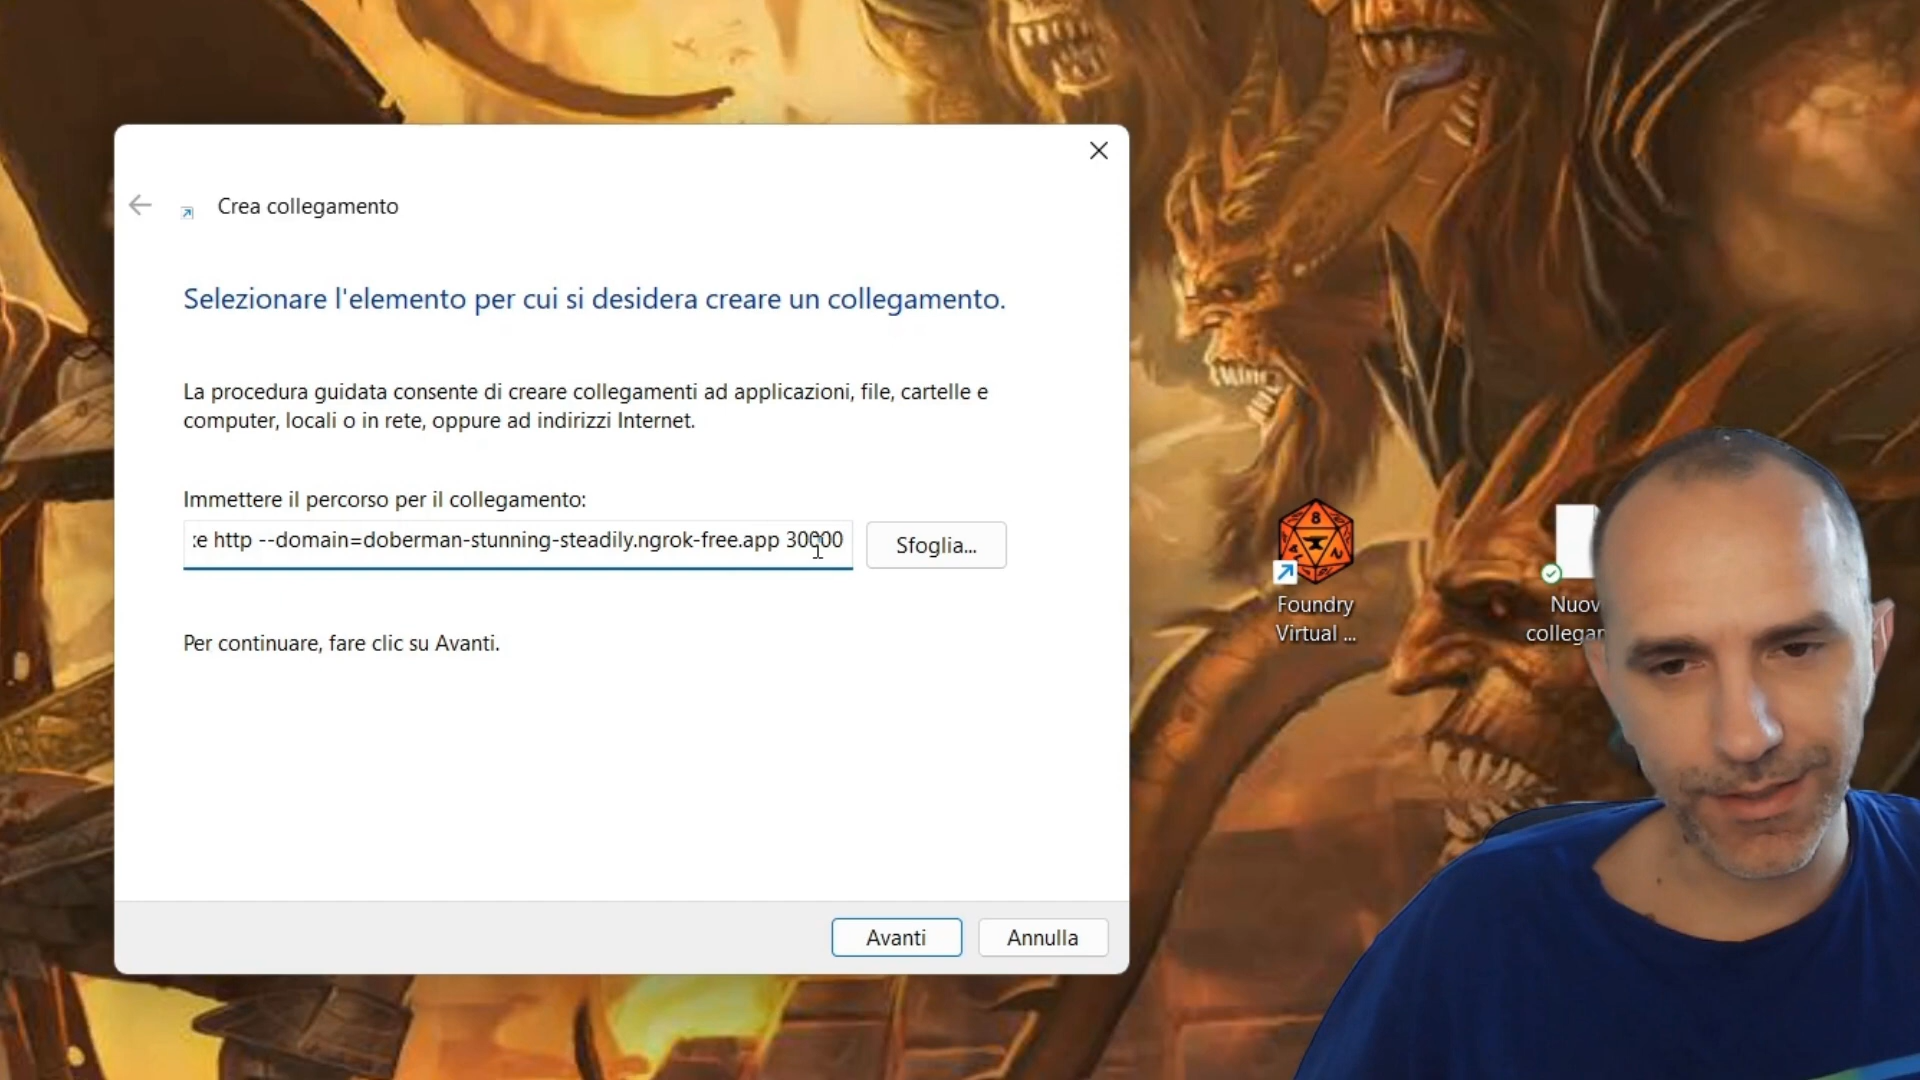 Crea collegamento
Selezionare l'elemento per cui si desidera creare un collegamento.
La procedura guidata consente di creare collegamenti ad applicazioni, file, cartelle e
computer, locali o in rete, oppure ad indirizzi Internet.
Immettere il percorso per il collegamento:
:e http --domain=doberman-stunning-steadily.ngrok-free.app 30000
Sfoglia...
Per continuare, fare clic su Avanti.
Avanti
Annulla
8
Foundry
Virtual ...
Nuov
collegam